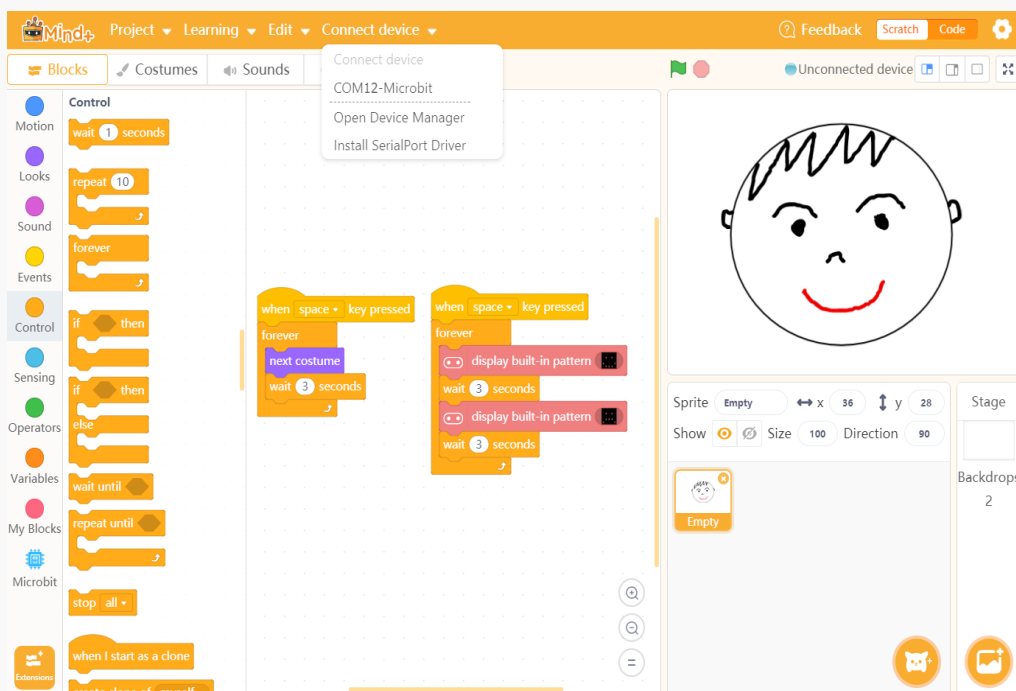 Mind+
Project
Learning
Edit
Connect device
Feedback
Scratch
Code
Blocks
Costumes
Sounds
Connect device
COM12-Microbit
Open Device Manager
Install SerialPort Driver
Unconnected device
Motion
Looks
Sound
Events
Control
Sensing
Operators
Variables
My Blocks
Microbit
Extensions
Control
wait 1 seconds
repeat 10
forever
if then
if then
else
wait until
repeat until
stop all
when I start as a clone
create clone of myself
when space key pressed
forever
next costume
wait 3 seconds
when space key pressed
forever
display built-in pattern
wait 3 seconds
display built-in pattern
wait 3 seconds
Sprite Empty x 36 y 28
Show Size 100 Direction 90
Empty
Stage
Backdrops
2